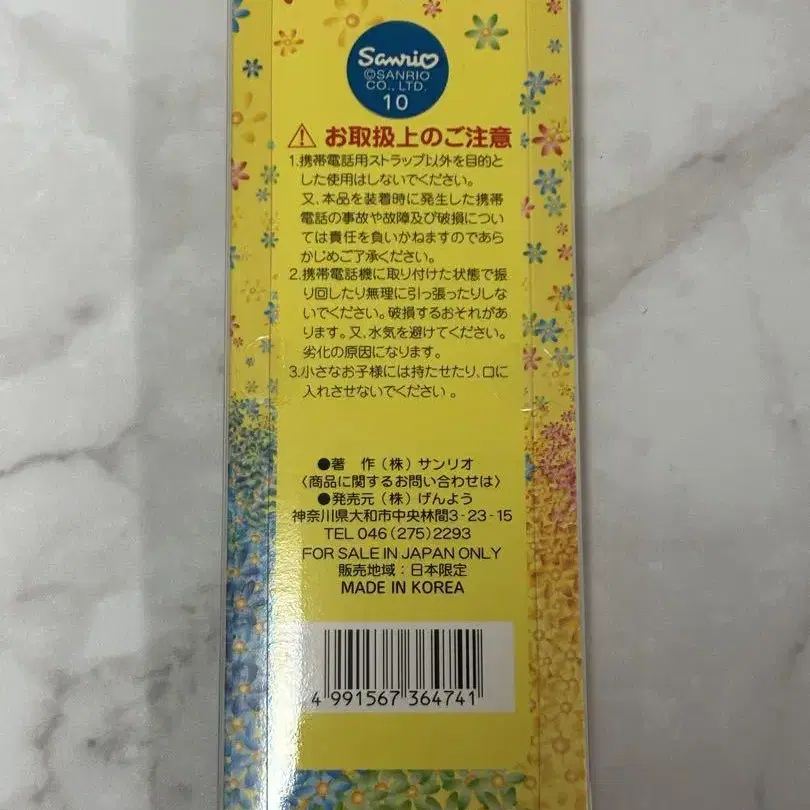 Sanrio
©SANRIO
CO., LTD.
10
⚠ お取扱上のご注意
1.携帯電話用ストラップ以外を目的と
した使用はしないでください。
又、本品を装着時に発生した携帯
電話の事故や故障及び破損につい
ては責任を負いかねますのであら
かじめご了承ください。
2.携帯電話機に取り付けた状態で振
り回したり無理に引っ張ったりしな
いでください。破損するおそれがあ
ります。又、水気を避けてください。
劣化の原因になります。
3.小さなお子様には持たせたり、口に
入れさせないでください 。
●著 作（株）サンリオ
〈商品に関するお問い合わせは〉
●発売元（株）げんよう
神奈川県大和市中央林間3-23-15
TEL 046(275)2293
FOR SALE IN JAPAN ONLY
販売地域：日本限定
MADE IN KOREA
4 991567 364741